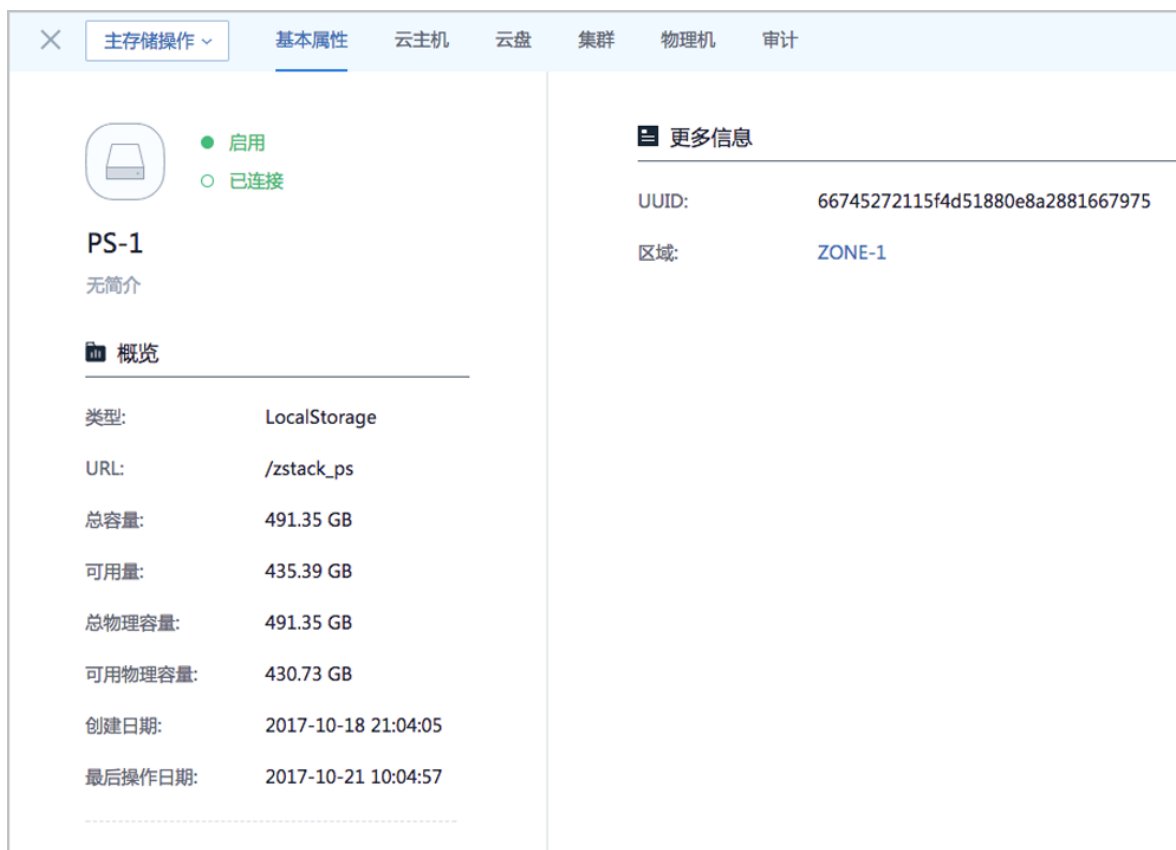 主存储操作
基本属性 云主机 云盘 集群 物理机 审计
启用
已连接
PS-1
无简介
概览
类型: LocalStorage
URL: /zstack_ps
总容量: 491.35 GB
可用量: 435.39 GB
总物理容量: 491.35 GB
可用物理容量: 430.73 GB
创建日期: 2017-10-18 21:04:05
最后操作日期: 2017-10-21 10:04:57
更多信息
UUID: 66745272115f4d51880e8a2881667975
区域: ZONE-1